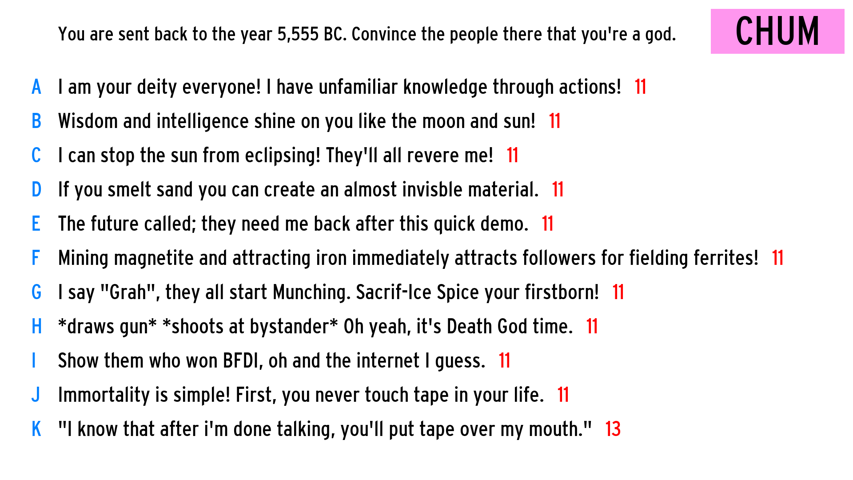 You are sent back to the year 5,555 BC. Convince the people there that you're a god.
CHUM
A I am your deity everyone! I have unfamiliar knowledge through actions! 11
B Wisdom and intelligence shine on you like the moon and sun! 11
C I can stop the sun from eclipsing! They'll all revere me! 11
D If you smelt sand you can create an almost invisble material. 11
E The future called; they need me back after this quick demo. 11
F Mining magnetite and attracting iron immediately attracts followers for fielding ferrites! 11
G I say "Grah", they all start Munching. Sacrif-Ice Spice your firstborn! 11
H *draws gun* *shoots at bystander* Oh yeah, it's Death God time. 11
I Show them who won BFDI, oh and the internet I guess. 11
J Immortality is simple! First, you never touch tape in your life. 11
K "I know that after i'm done talking, you'll put tape over my mouth." 13